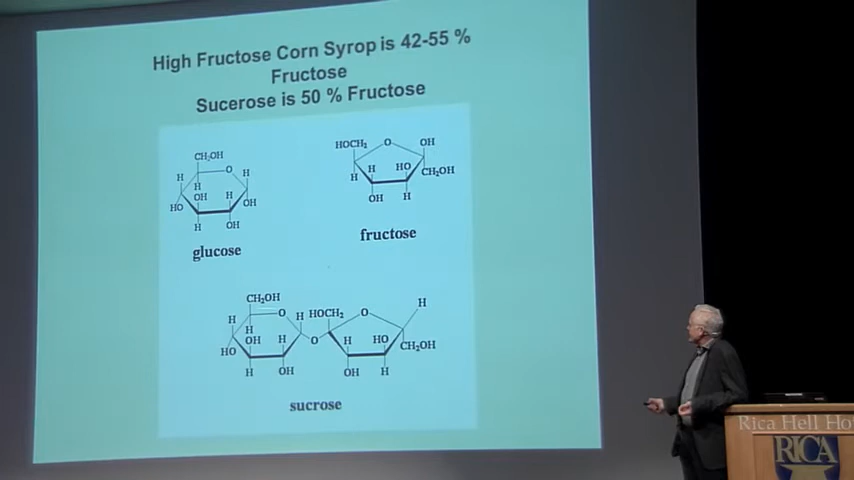 High Fructose Corn Syrop is 42-55 %
Fructose
Sucerose is 50 % Fructose
CH₂OH
O
H
H
H
OH
H
HO
OH
H
OH
glucose
HOCH₂
O
OH
H
H
HO
CH₂OH
OH
H
fructose
CH₂OH
O
H
H
H
OH
H
HO
H
OH
O
HOCH₂
O
H
H
HO
CH₂OH
OH
H
sucrose
Rica Hell Ho
RICA